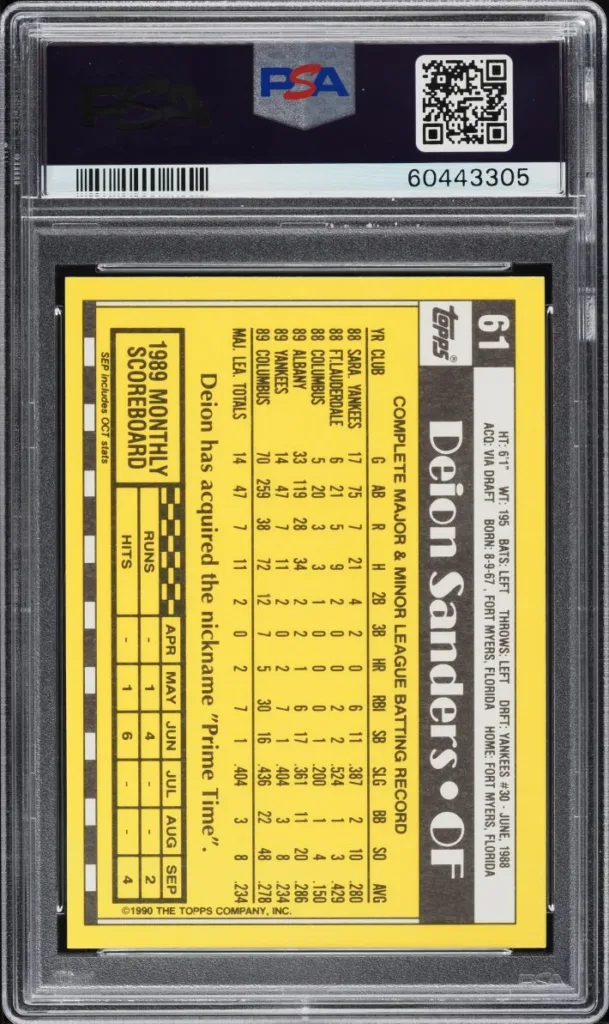 PSA
PSA
60443305
61
topps®
Deion Sanders • OF
HT: 6'1" WT: 195 BATS: LEFT THROWS: LEFT DRFT: YANKEES #30 - JUNE, 1988
ACQ: VIA DRAFT BORN: 8-9-67, FORT MYERS, FLORIDA HOME: FORT MYERS, FLORIDA
COMPLETE MAJOR & MINOR LEAGUE BATTING RECORD
YR CLUB G AB R H 2B 3B HR RBI SB SLG BB SO AVG
88 SARA. YANKEES 17 75 7 21 4 2 0 6 11 .387 2 10 .280
88 FT. LAUDERDALE 6 21 5 9 2 0 0 2 2 .524 1 3 .429
88 COLUMBUS 5 20 3 3 1 0 0 0 1 .200 1 4 .150
89 ALBANY 33 119 28 34 2 2 1 6 17 .361 11 20 .286
89 YANKEES 14 47 7 11 2 0 2 7 1 .404 3 8 .234
89 COLUMBUS 70 259 38 72 12 7 5 30 16 .436 22 48 .278
MAJ. LEA. TOTALS 14 47 7 11 2 0 2 7 1 .404 3 8 .234
Deion has acquired the nickname "Prime Time".
1989 MONTHLY
SCOREBOARD
APR MAY JUN JUL AUG SEP
RUNS - 1 4 - - 2
HITS - 1 6 - - 4
SEP includes OCT stats
©1990 THE TOPPS COMPANY, INC.
PSA